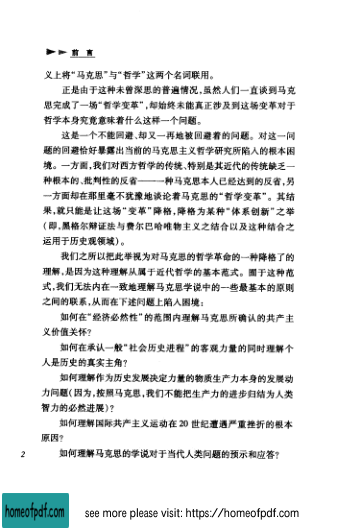 ▶▶ 前 言
义上将“马克思”与“哲学”这两个名词联用。
正是由于这种未曾深思的普遍情况,虽然人们一直谈到马克
思完成了一场“哲学变革”,却始终未能真正涉及到这场变革对于
哲学本身究竟意味着什么这样一个问题。
这是一个不能回避、却又一再地被回避着的问题。对这一问
题的回避恰好暴露出当前的马克思主义哲学研究所陷入的根本困
境。一方面,我们对西方哲学的传统、特别是其近代的传统缺乏一
种根本的、批判性的反省——一种马克思本人已经达到的反省,另
一方面却在那里毫不犹豫地谈论着马克思的“哲学变革”。其结
果,就只能是让这场“变革”降格,降格为某种“体系创新”之举
(即,黑格尔辩证法与费尔巴哈唯物主义之结合以及这种结合之
运用于历史观领域)。
我们之所以把此举视为对马克思的哲学革命的一种降格了的
理解,是因为这种理解从属于近代哲学的基本范式。囿于这种范
式,我们无法内在一致地理解马克思学说中的一些最基本的原则
之间的联系,从而在下述问题上陷入困境:
如何在“经济必然性”的范围内理解马克思所确认的共产主
义价值关怀?
如何在承认一般“社会历史进程”的客观力量的同时理解个
人是历史的真实主角?
如何理解作为历史发展决定力量的物质生产力本身的发展动
力问题(因为,按照马克思,我们不能把生产力的进步归结为人类
智力的必然进展)?
如何理解国际共产主义运动在 20 世纪遭遇严重挫折的根本
原因?
2 如何理解马克思的学说对于当代人类问题的预示和应答?
homeofpdf.com see more please visit: https://homeofpdf.com